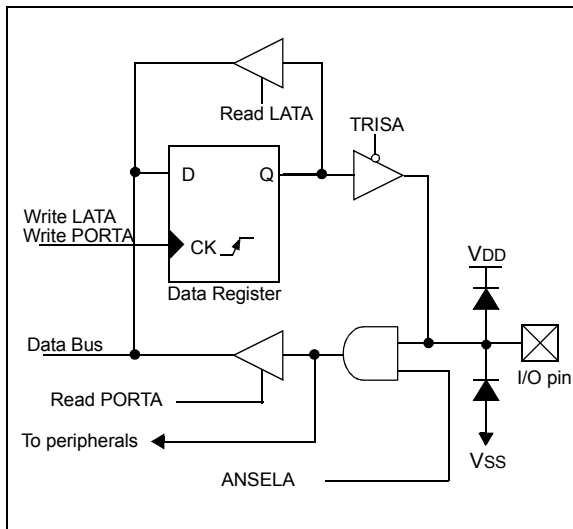 Read LATA
TRISA
D
Q
Write LATA
Write PORTA
CK
Data Register
VDD
Data Bus
I/O pin
Read PORTA
To peripherals
VSS
ANSELA